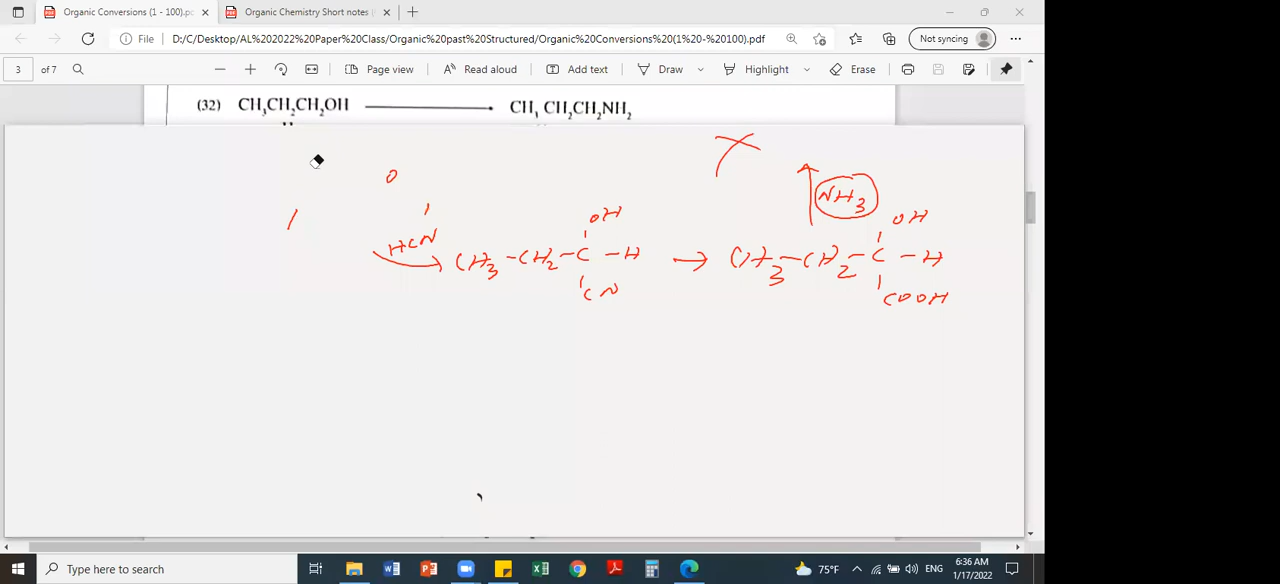 Organic Conversions (1 - 100).pc
Organic Chemistry Short notes (
File
D:/C/Desktop/AL%202022%20Paper%20Class/Organic%20past%20Structured/Organic%20Conversions%20(1%20-%20100).pdf
Not syncing
3 of 7
Page view
Read aloud
Add text
Draw
Highlight
Erase
(32) CH₃CH₂CH₂OH CH₃ CH₂CH₂NH₂
O
NH₃
OH OH
HCN CH₃-CH₂-C-H → CH₃-CH₂-C-H
CN COOH
Type here to search
75°F
ENG
6:36 AM
1/17/2022